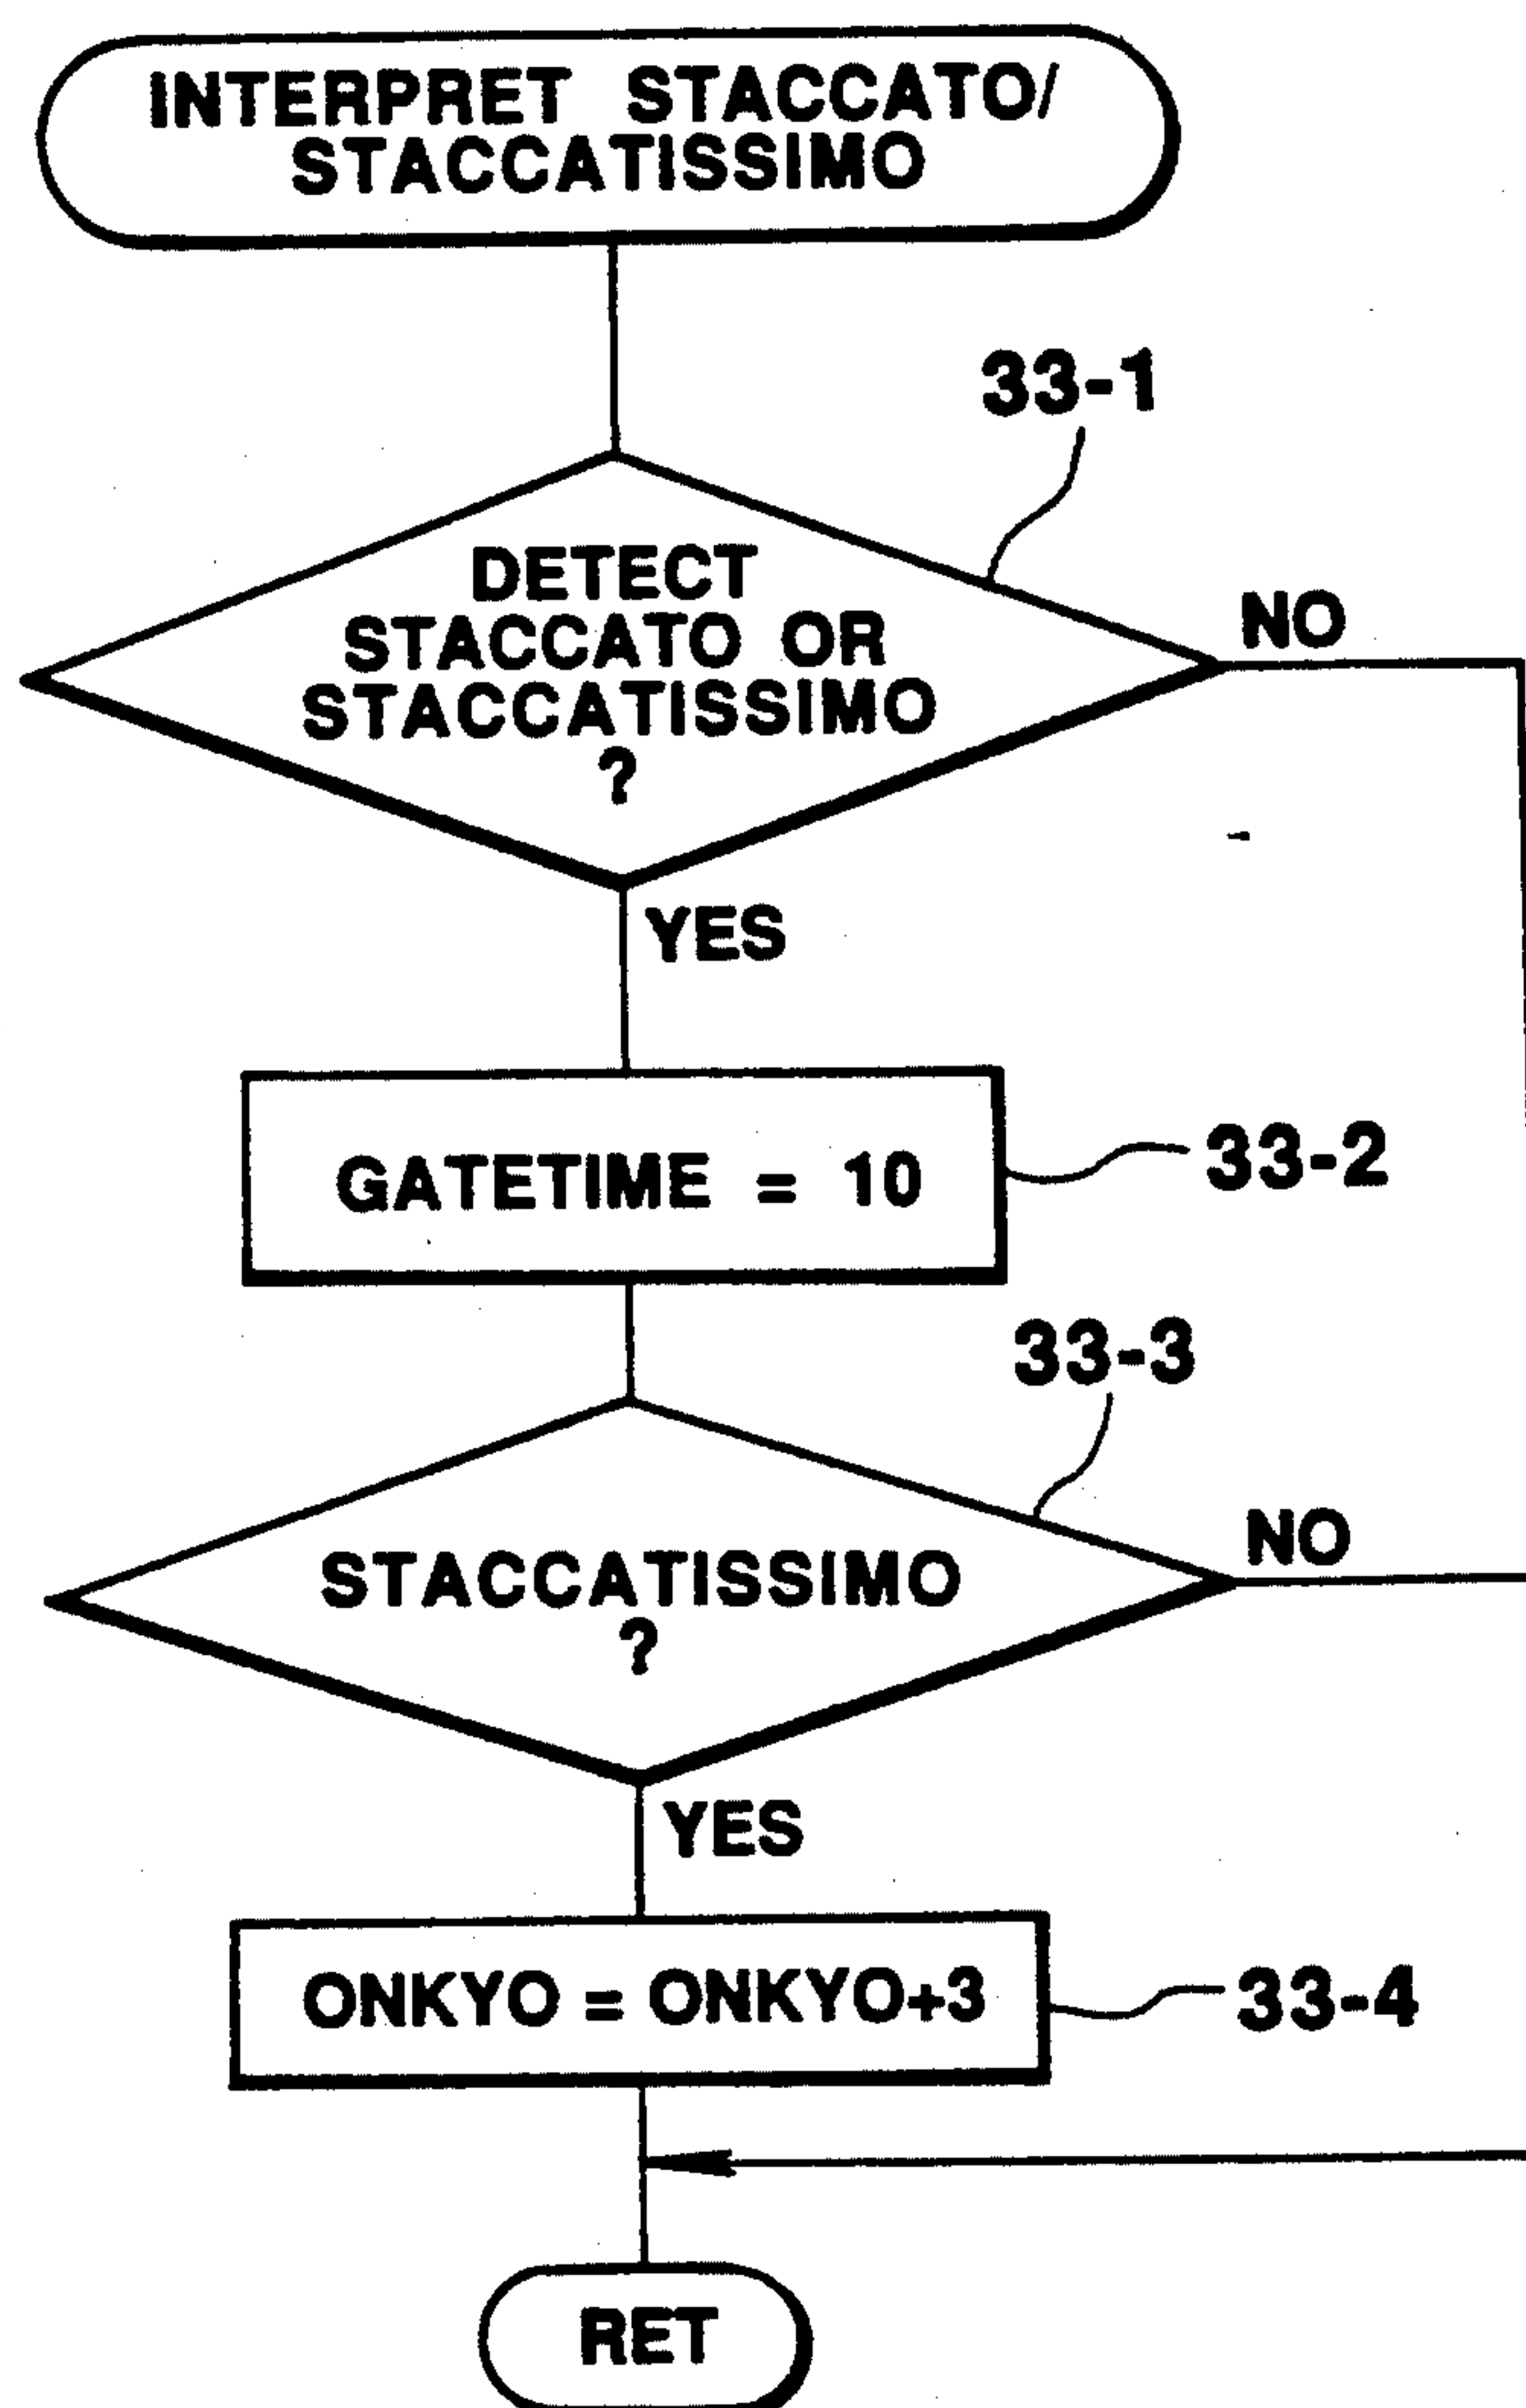 INTERPRET STACCATO/
STACCATISSIMO
33-1
DETECT
STACCATO OR
STACCATISSIMO
?
NO
YES
GATETIME = 10
33-2
33-3
STACCATISSIMO
?
NO
YES
ONKYO = ONKYO+3
33-4
RET